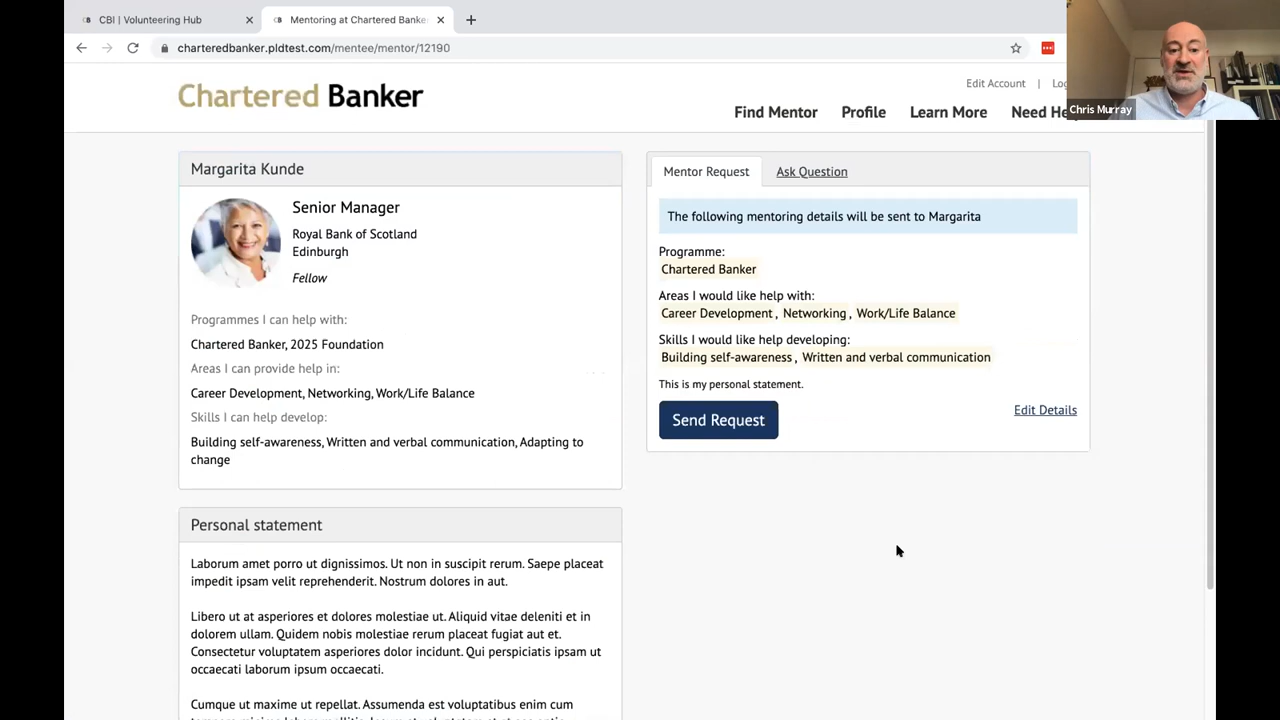 CBI | Volunteering Hub
Mentoring at Chartered Banker
charteredbanker.pldtest.com/mentee/mentor/12190
Chris Murray
Edit Account |
Chartered Banker
Find Mentor Profile Learn More Need
Margarita Kunde
Senior Manager
Royal Bank of Scotland
Edinburgh
Fellow
Programmes I can help with:
Chartered Banker, 2025 Foundation
Areas I can provide help in:
Career Development, Networking, Work/Life Balance
Skills I can help develop:
Building self-awareness, Written and verbal communication, Adapting to
change
Personal statement
Laborum amet porro ut dignissimos. Ut non in suscipit rerum. Saepe placeat
impedit ipsam velit reprehenderit. Nostrum dolores in aut.
Libero ut at asperiores et dolores molestiae ut. Aliquid vitae deleniti et in
dolorem ullam. Quidem nobis molestiae rerum placeat fugiat aut et.
Consectetur voluptatem asperiores dolor incidunt. Qui perspiciatis ipsam ut
occaecati laborum ipsum occaecati.
Cumque ut maxime ut repellat. Assumenda est voluptatibus enim cum
Mentor Request Ask Question
The following mentoring details will be sent to Margarita
Programme:
Chartered Banker
Areas I would like help with:
Career Development, Networking, Work/Life Balance
Skills I would like help developing:
Building self-awareness, Written and verbal communication
This is my personal statement.
Send Request
Edit Details